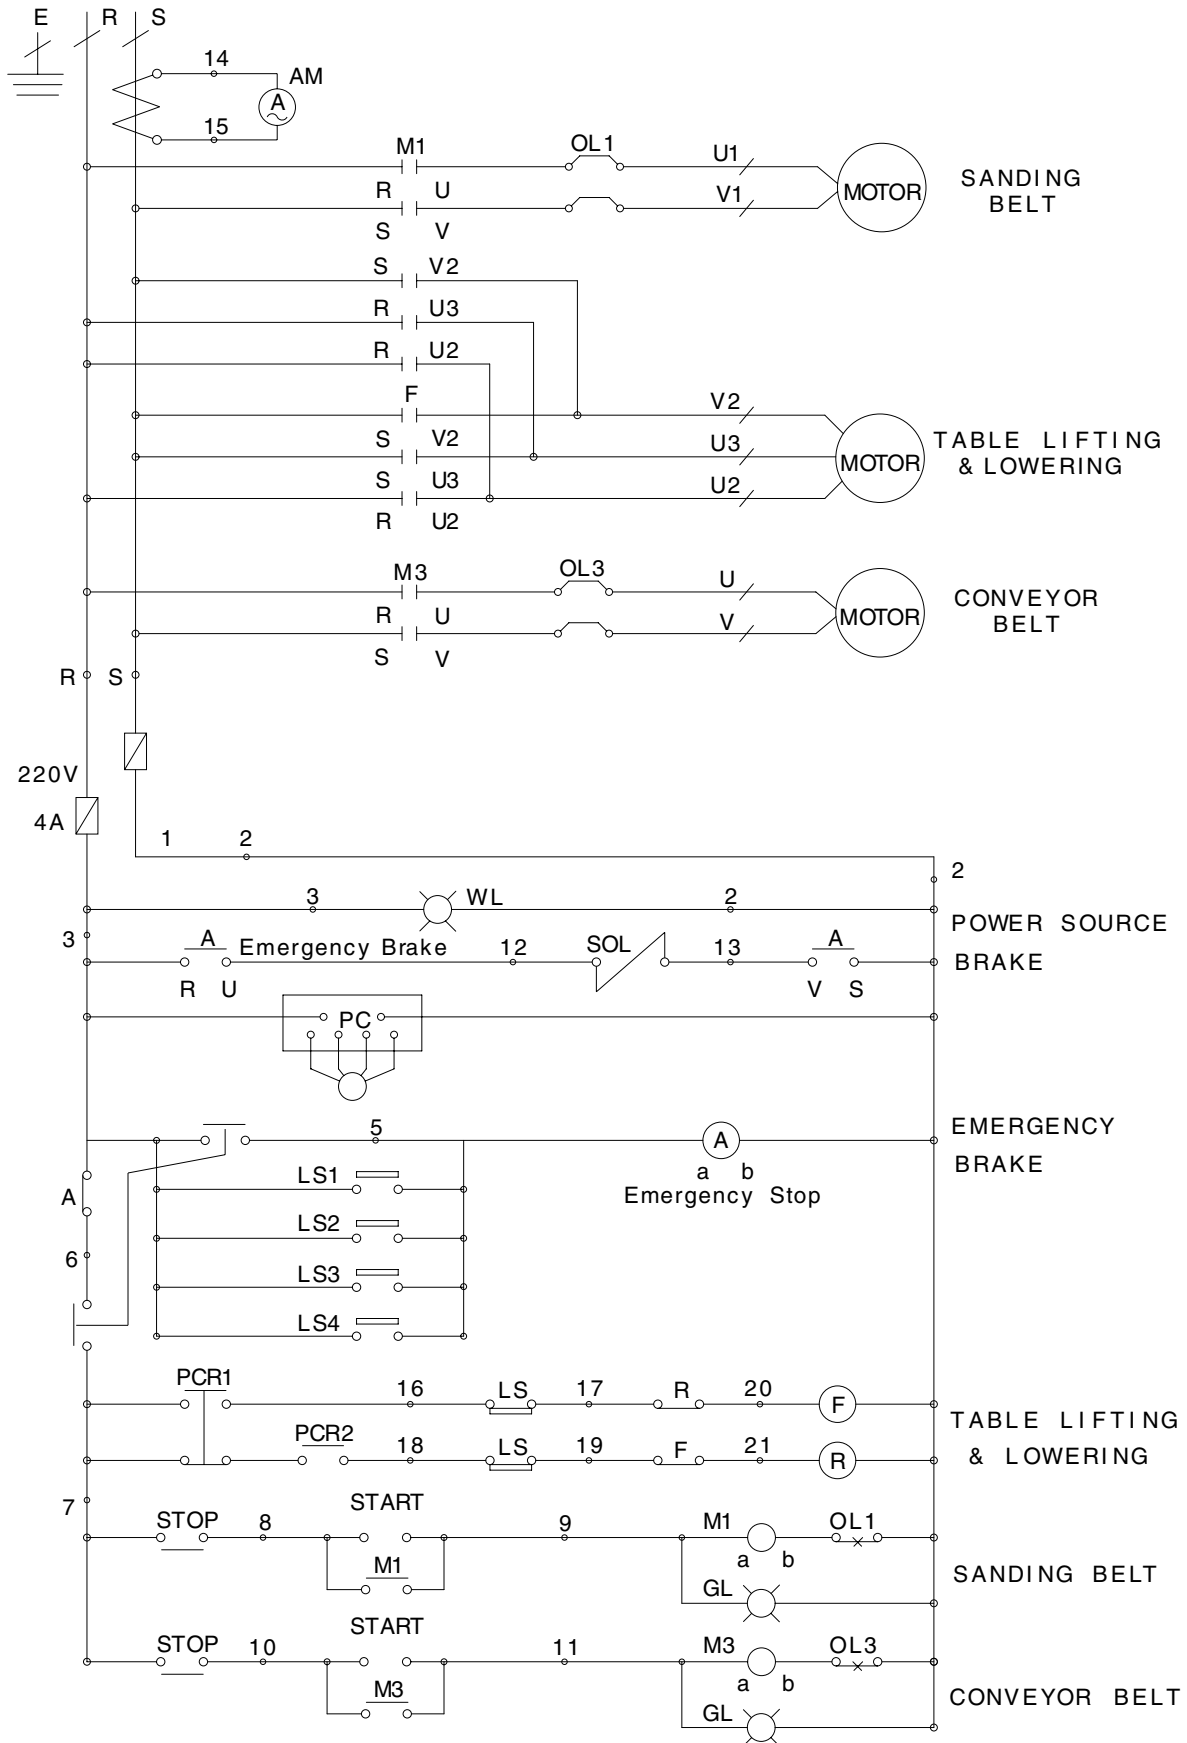 E R S
14
AM
A
15
M1 OL1 U1
R U
MOTOR
SANDING
BELT
V1
S V
S V2
R U3
R U2
F V2
S V2
U3
MOTOR
TABLE LIFTING
& LOWERING
S U3
U2
R U2
M3 OL3 U
R U
MOTOR
CONVEYOR
BELT
V
S V
R S
220V
4A
1 2
2
3 WL 2
POWER SOURCE
3
A Emergency Brake 12 SOL 13 A
BRAKE
R U V S
PC
5 A
EMERGENCY
BRAKE
a b
Emergency Stop
LS1
A
LS2
6
LS3
LS4
PCR1 16 LS 17 R 20 F
TABLE LIFTING
& LOWERING
PCR2 18 LS 19 F 21 R
7
START
STOP 8 9 M1 OL1
M1 a b
SANDING BELT
GL
START
STOP 10 11 M3 OL3
M3 a b
CONVEYOR BELT
GL